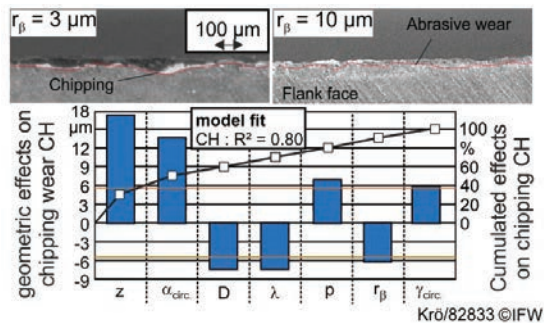 rβ = 3 µm
100 µm
rβ = 10 µm
Abrasive wear
Chipping
Flank face
geometric effects on
chipping wear CH
18
µm
12
9
6
3
0
-3
-6
-9
model fit
CH : R² = 0.80
100
%
60
40
20
0
Cumulated effects
on chipping CH
z
αcirc.
D
λ
p
rβ
γcirc.
Krö/82833 ©IFW